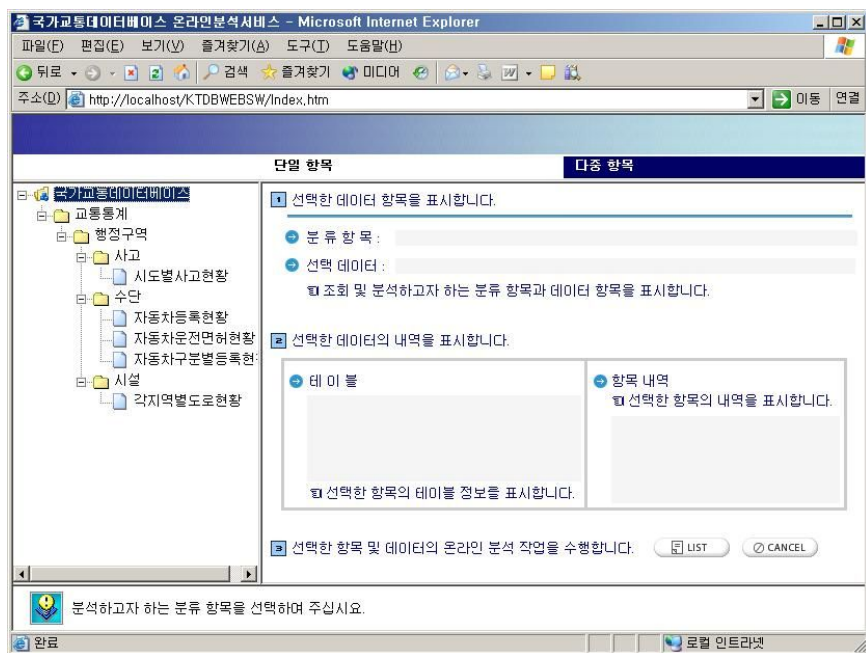 국가교통데이터베이스 온라인분석서비스 - Microsoft Internet Explorer
파일(F) 편집(E) 보기(V) 즐겨찾기(A) 도구(T) 도움말(H)
뒤로 검색 즐겨찾기 미디어
주소(D) http://localhost/KTDBWEBSW/Index.htm 이동 연결
단일 항목 다중 항목
국가교통데이터베이스
교통통계
행정구역
사고
시도별사고현황
수단
자동차등록현황
자동차운전면허현황
자동차구분별등록현
시설
각지역별도로현황
1 선택한 데이터 항목을 표시합니다.
분 류 항 목 :
선택 데이터 :
조회 및 분석하고자 하는 분류 항목과 데이터 항목을 표시합니다.
2 선택한 데이터의 내역을 표시합니다.
테 이 블
선택한 항목의 테이블 정보를 표시합니다.
항목 내역
선택한 항목의 내역을 표시합니다.
3 선택한 항목 및 데이터의 온라인 분석 작업을 수행합니다. LIST CANCEL
분석하고자 하는 분류 항목을 선택하여 주십시요.
완료 로컬 인트라넷